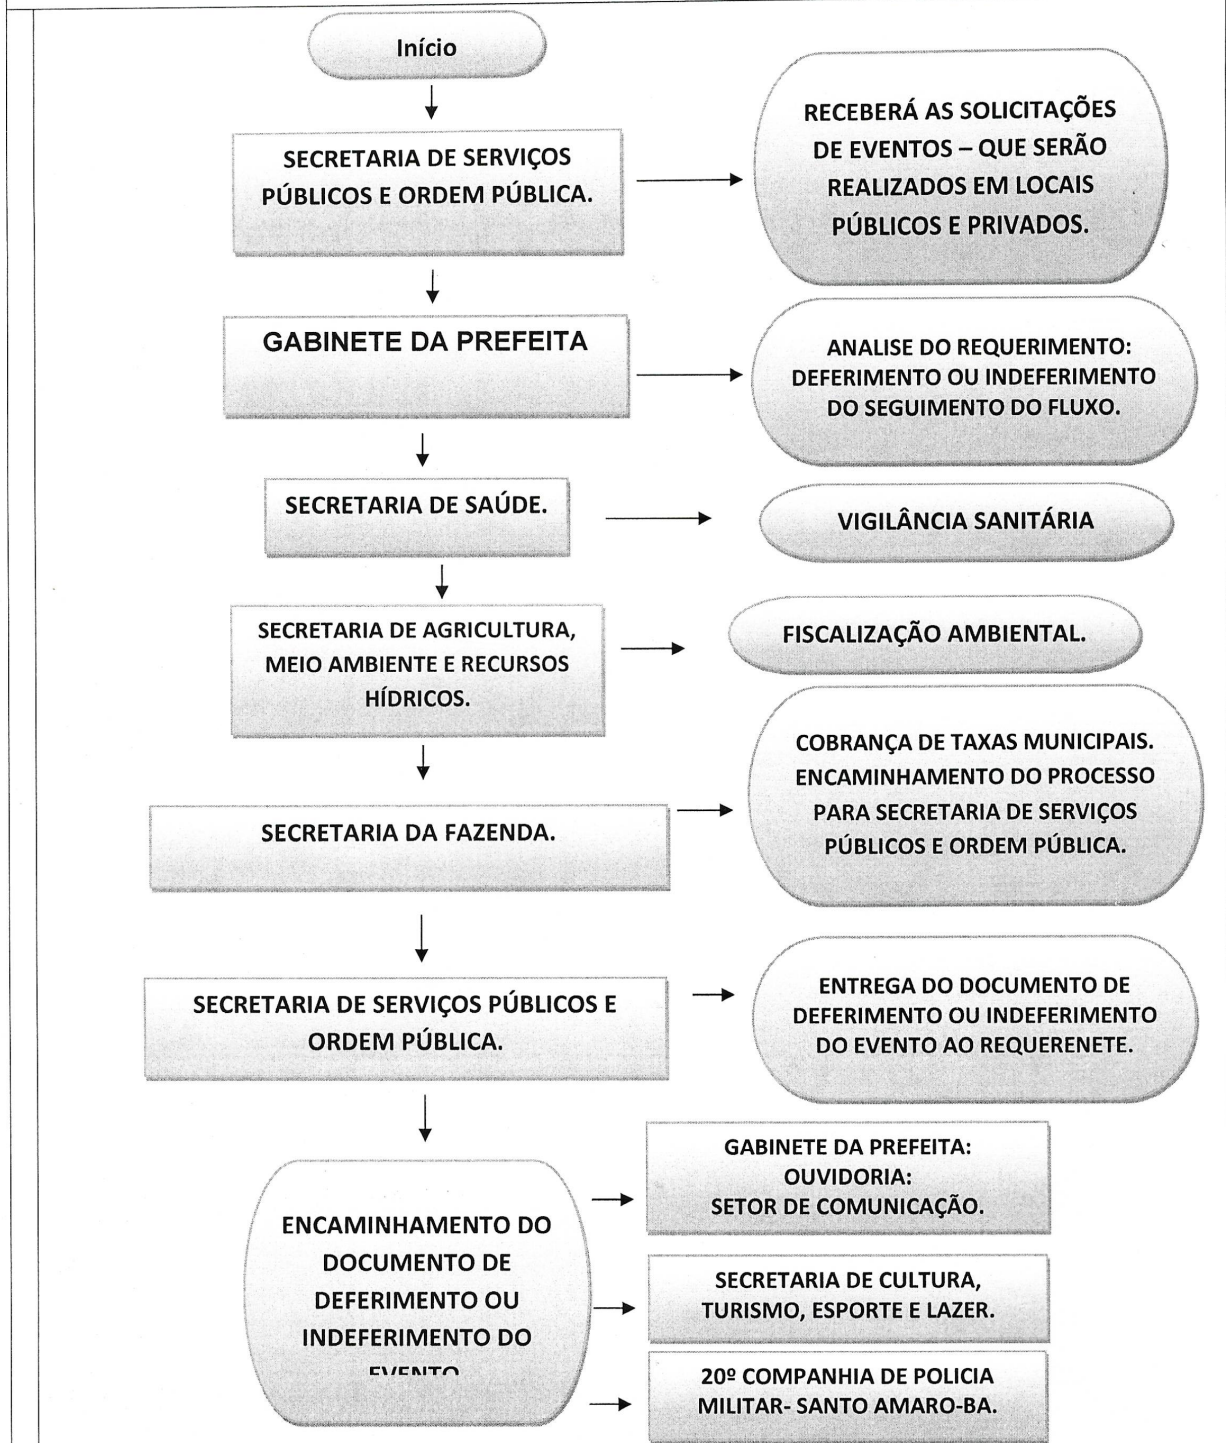 Início
SECRETARIA DE SERVIÇOS
PÚBLICOS E ORDEM PÚBLICA.
RECEBERÁ AS SOLICITAÇÕES
DE EVENTOS – QUE SERÃO
REALIZADOS EM LOCAIS
PÚBLICOS E PRIVADOS.
GABINETE DA PREFEITA
ANALISE DO REQUERIMENTO:
DEFERIMENTO OU INDEFERIMENTO
DO SEGUIMENTO DO FLUXO.
SECRETARIA DE SAÚDE.
VIGILÂNCIA SANITÁRIA
SECRETARIA DE AGRICULTURA,
MEIO AMBIENTE E RECURSOS
HÍDRICOS.
FISCALIZAÇÃO AMBIENTAL.
SECRETARIA DA FAZENDA.
COBRANÇA DE TAXAS MUNICIPAIS.
ENCAMINHAMENTO DO PROCESSO
PARA SECRETARIA DE SERVIÇOS
PÚBLICOS E ORDEM PÚBLICA.
SECRETARIA DE SERVIÇOS PÚBLICOS E
ORDEM PÚBLICA.
ENTREGA DO DOCUMENTO DE
DEFERIMENTO OU INDEFERIMENTO
DO EVENTO AO REQUERENETE.
ENCAMINHAMENTO DO
DOCUMENTO DE
DEFERIMENTO OU
INDEFERIMENTO DO
EVENTO
GABINETE DA PREFEITA:
OUVIDORIA:
SETOR DE COMUNICAÇÃO.
SECRETARIA DE CULTURA,
TURISMO, ESPORTE E LAZER.
20º COMPANHIA DE POLICIA
MILITAR- SANTO AMARO-BA.